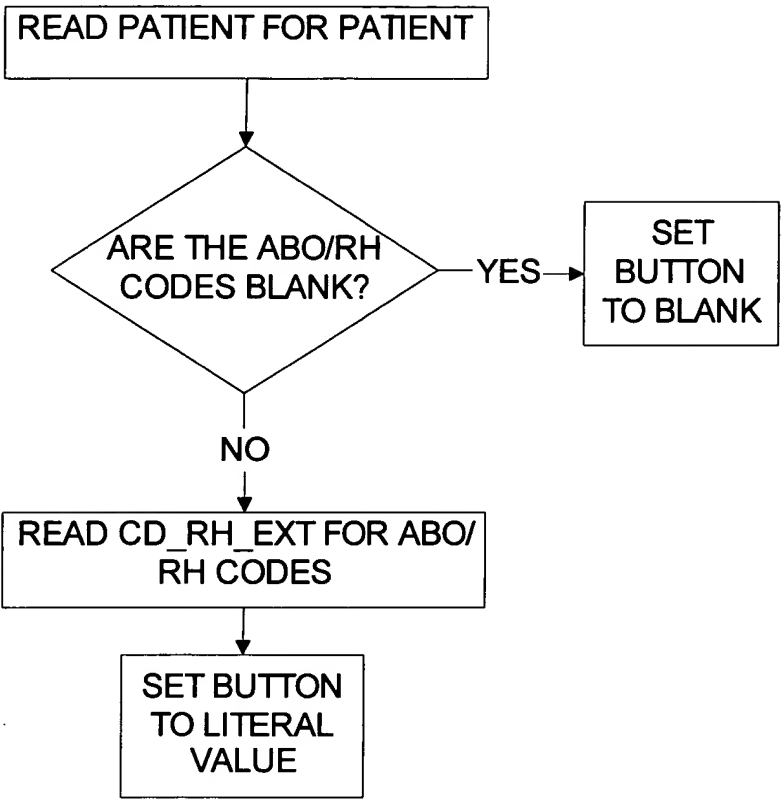 READ PATIENT FOR PATIENT
ARE THE ABO/RH
CODES BLANK?
YES
SET
BUTTON
TO BLANK
NO
READ CD_RH_EXT FOR ABO/
RH CODES
SET BUTTON
TO LITERAL
VALUE